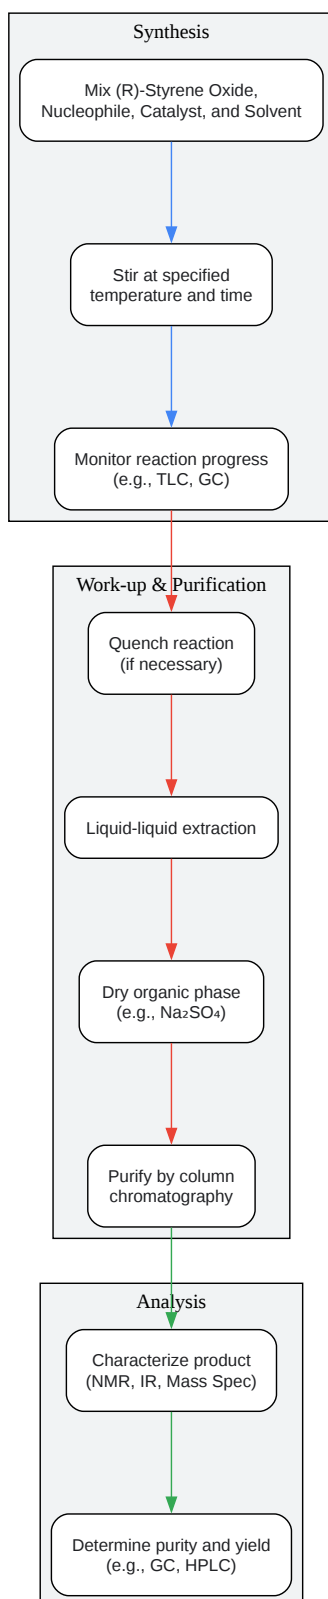 Synthesis
Mix (R)-Styrene Oxide,
Nucleophile, Catalyst, and Solvent
Stir at specified
temperature and time
Monitor reaction progress
(e.g., TLC, GC)
Work-up & Purification
Quench reaction
(if necessary)
Liquid-liquid extraction
Dry organic phase
(e.g., Na₂SO₄)
Purify by column
chromatography
Analysis
Characterize product
(NMR, IR, Mass Spec)
Determine purity and yield
(e.g., GC, HPLC)